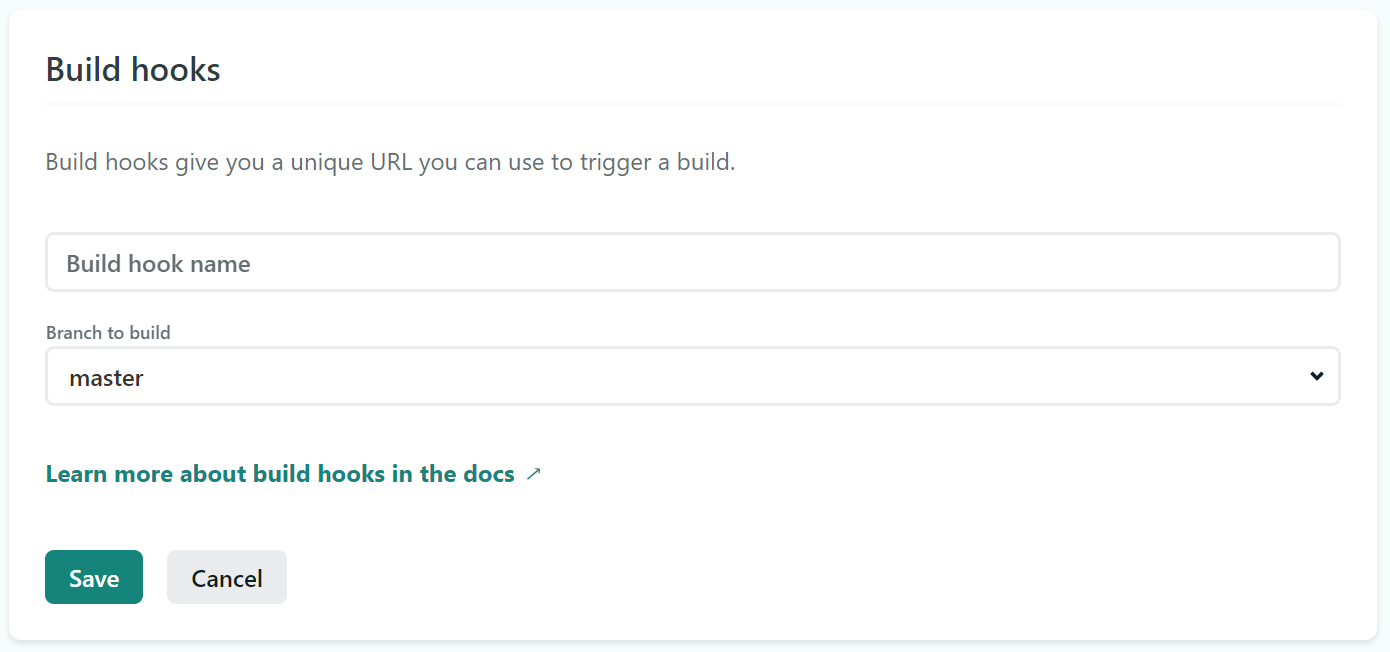 Build hooks
Build hooks give you a unique URL you can use to trigger a build.
Build hook name
Branch to build
master
Learn more about build hooks in the docs ↗
Save Cancel